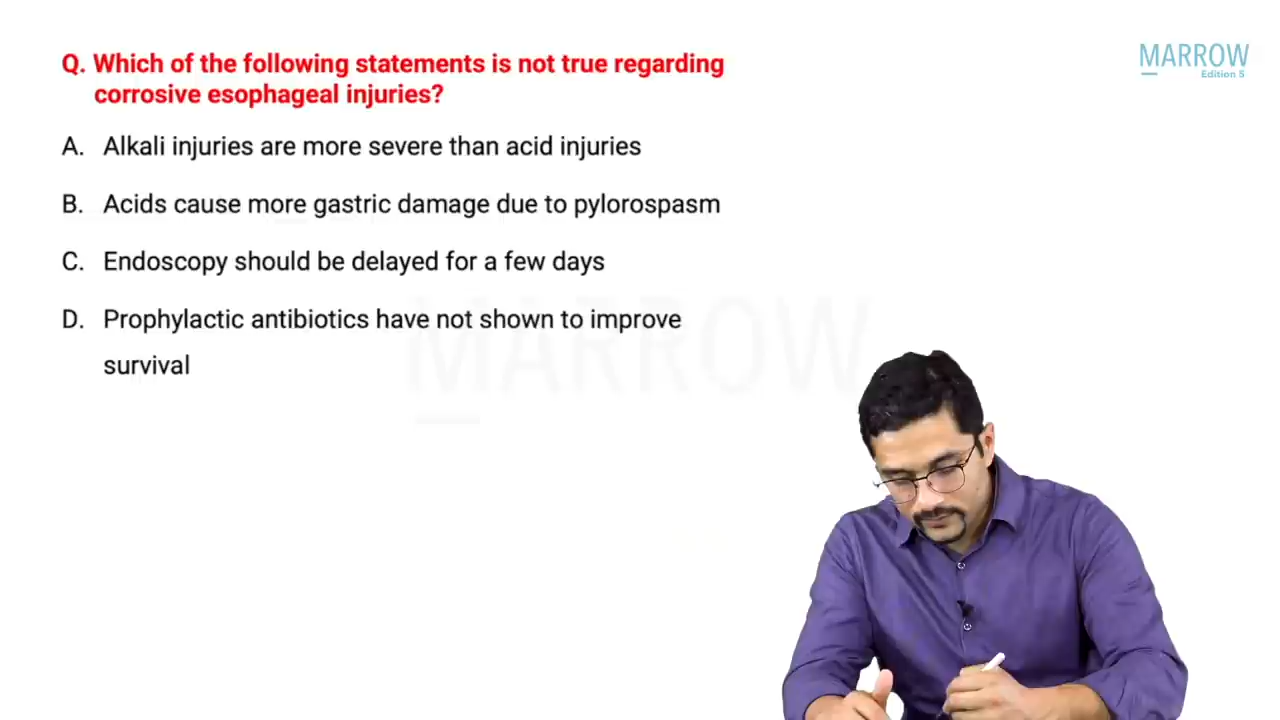 Q. Which of the following statements is not true regarding
corrosive esophageal injuries?
MARROW
Edition 5
A. Alkali injuries are more severe than acid injuries
B. Acids cause more gastric damage due to pylorospasm
C. Endoscopy should be delayed for a few days
D. Prophylactic antibiotics have not shown to improve
survival
MARROW